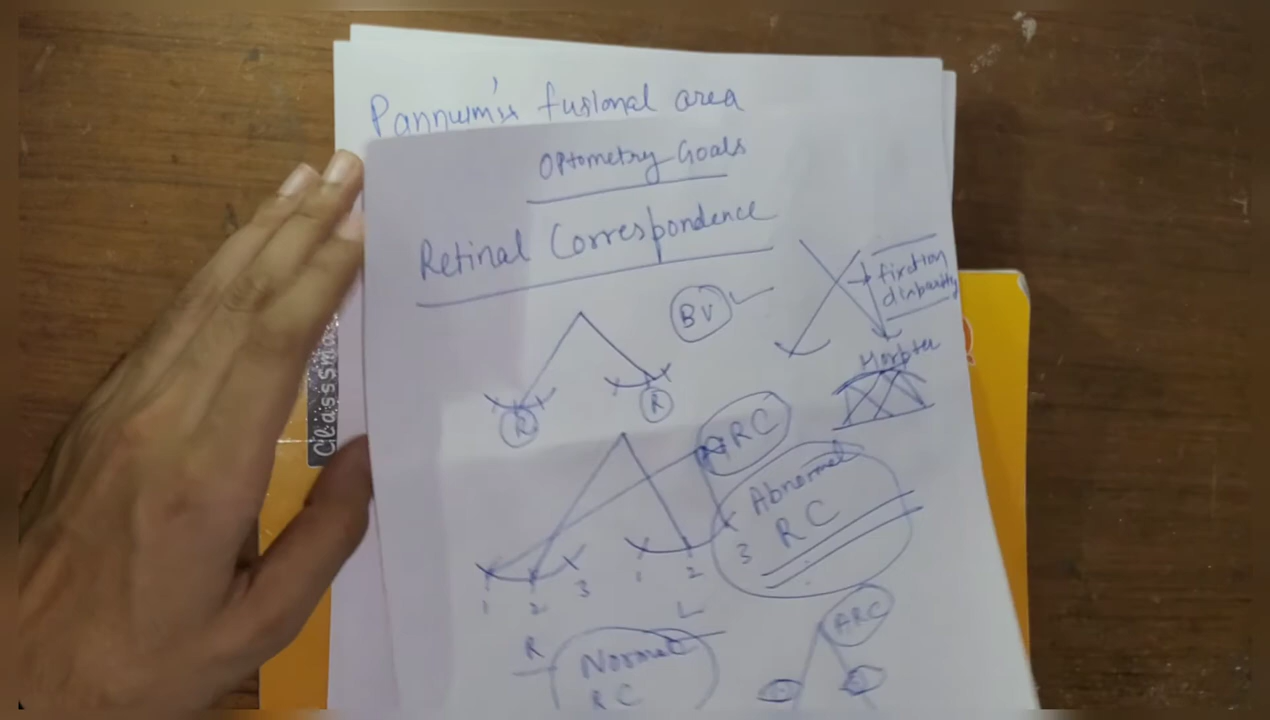 Pannum's fusional area
Optometry Goals
Retinal Correspondence
BV
fixation
disparity
R
R
Horopter
ARC
Abnormal
RC
1 2 3
1 2 3
R
L
Normal
RC
ARC
Classsma